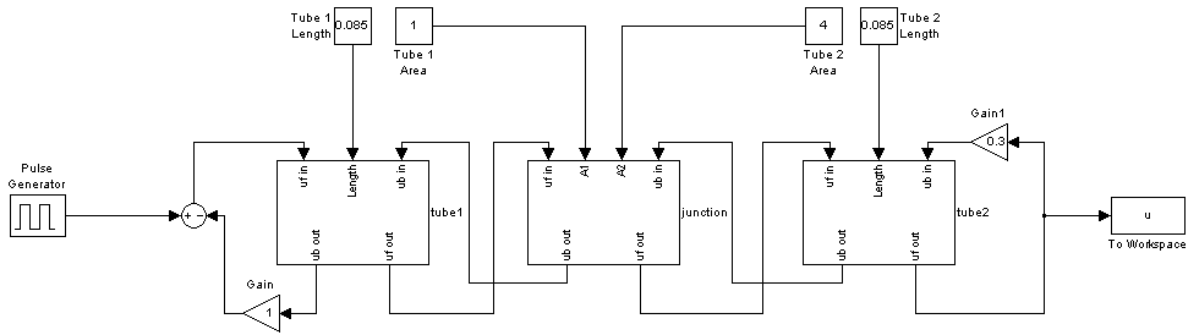 Tube 1
Length
0.085
1
Tube 1
Area
4
Tube 2
Area
0.085
Tube 2
Length
Gain1
0.3
Pulse
Generator
+ -
uf in
Length
ub in
tube1
ub out
uf out
uf in
A1
A2
ub in
junction
ub out
uf out
uf in
Length
ub in
tube2
ub out
uf out
u
To Workspace
Gain
1